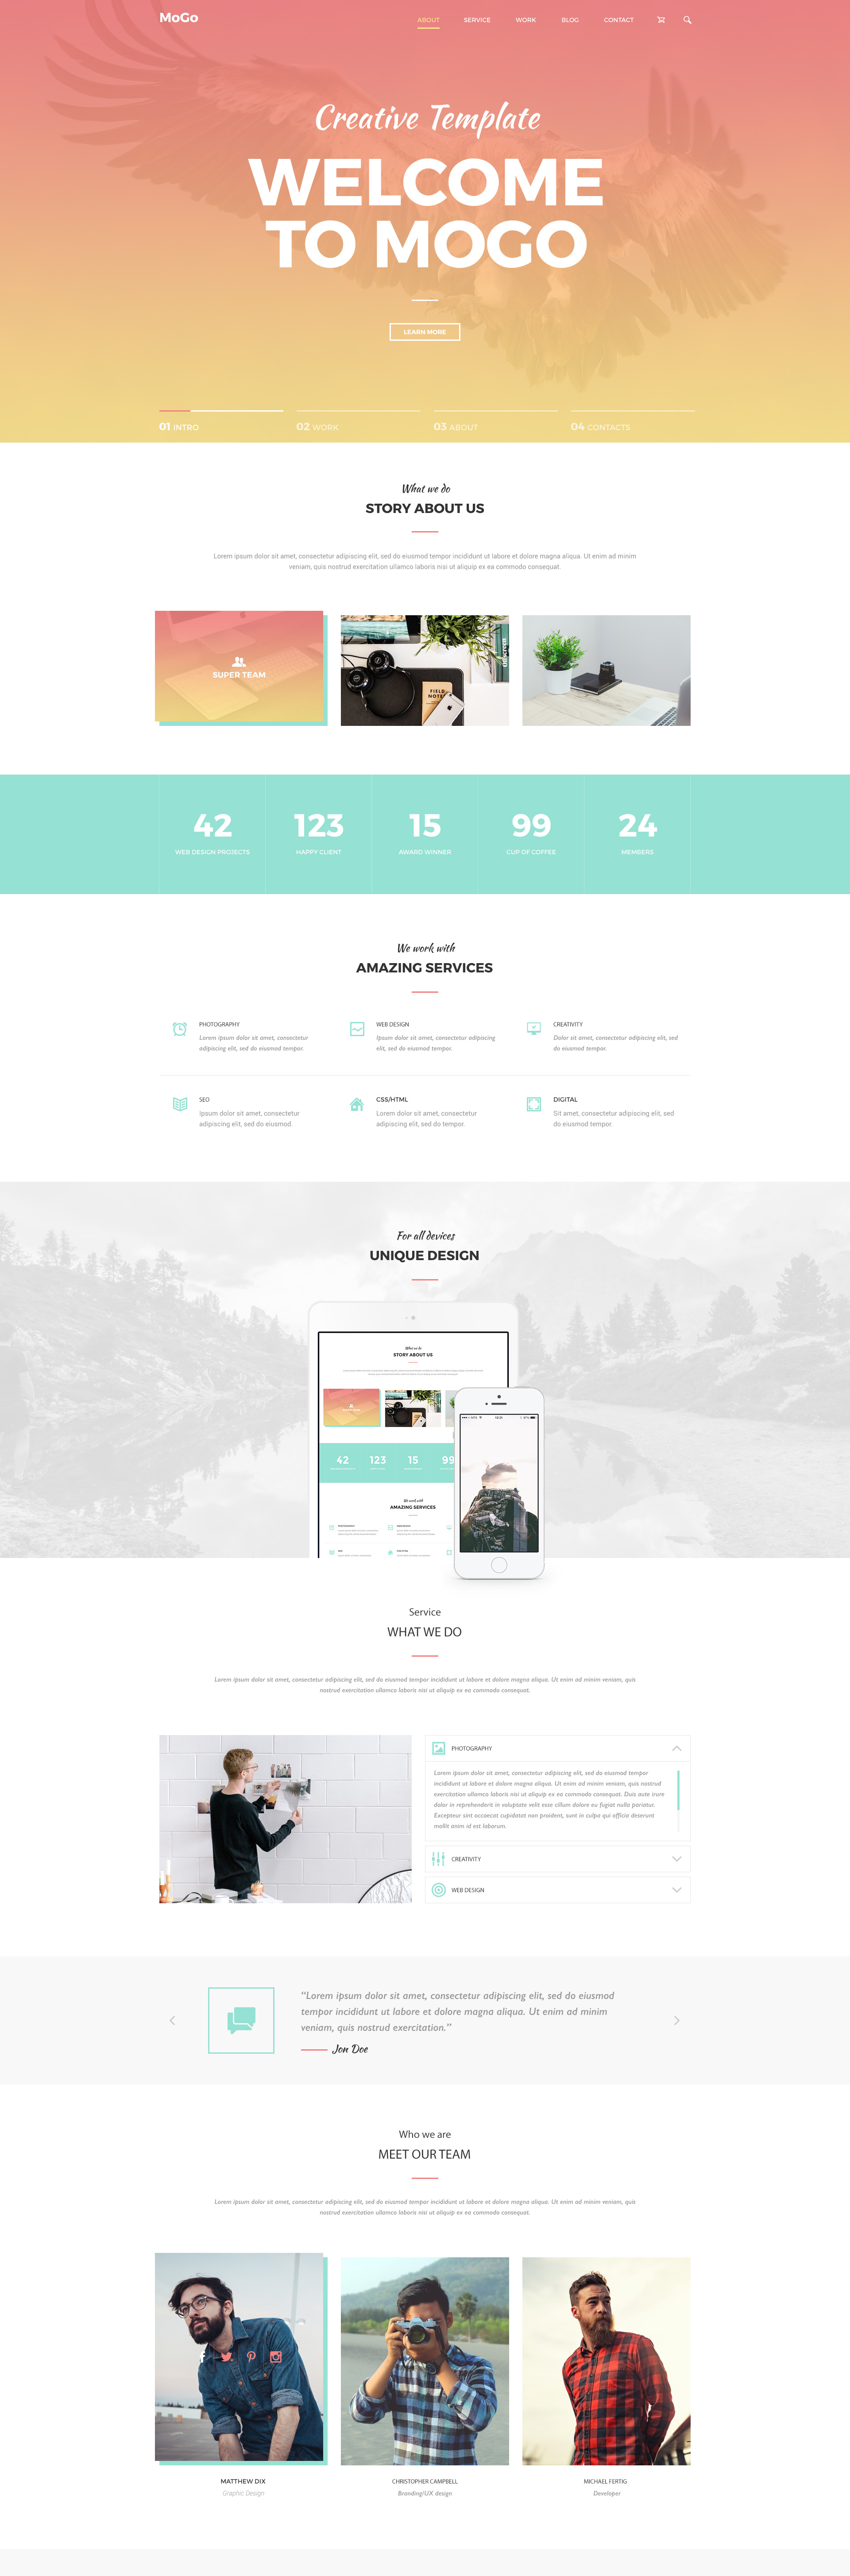 MoGo
ABOUT SERVICE WORK BLOG CONTACT
Creative Template
WELCOME
TO MOGO
LEARN MORE
01 INTRO
02 WORK
03 ABOUT
04 CONTACTS
What we do
STORY ABOUT US
Lorem ipsum dolor sit amet, consectetur adipiscing elit, sed do eiusmod tempor incididunt ut labore et dolore magna aliqua. Ut enim ad minim
veniam, quis nostrud exercitation ullamco laboris nisi ut aliquip ex ea commodo consequat.
SUPER TEAM
FIELD
NOTES
42
WEB DESIGN PROJECTS
123
HAPPY CLIENT
15
AWARD WINNER
99
CUP OF COFFEE
24
MEMBERS
We work with
AMAZING SERVICES
PHOTOGRAPHY
Lorem ipsum dolor sit amet, consectetur
adipiscing elit, sed do eiusmod tempor.
WEB DESIGN
Ipsum dolor sit amet, consectetur adipiscing
elit, sed do eiusmod tempor.
CREATIVITY
Dolor sit amet, consectetur adipiscing elit, sed
do eiusmod tempor.
SEO
Ipsum dolor sit amet, consectetur
adipiscing elit, sed do eiusmod.
CSS/HTML
Lorem dolor sit amet, consectetur
adipiscing elit, sed do tempor.
DIGITAL
Sit amet, consectetur adipiscing elit, sed
do eiusmod tempor.
For all devices
UNIQUE DESIGN
What we do
STORY ABOUT US
42
123
15
99
We work with
AMAZING SERVICES
Service
WHAT WE DO
Lorem ipsum dolor sit amet, consectetur adipiscing elit, sed do eiusmod tempor incididunt ut labore et dolore magna aliqua. Ut enim ad minim veniam, quis
nostrud exercitation ullamco laboris nisi ut aliquip ex ea commodo consequat.
PHOTOGRAPHY
Lorem ipsum dolor sit amet, consectetur adipiscing elit, sed do eiusmod tempor
incididunt ut labore et dolore magna aliqua. Ut enim ad minim veniam, quis nostrud
exercitation ullamco laboris nisi ut aliquip ex ea commodo consequat. Duis aute irure
dolor in reprehenderit in voluptate velit esse cillum dolore eu fugiat nulla pariatur.
Excepteur sint occaecat cupidatat non proident, sunt in culpa qui officia deserunt
mollit anim id est laborum.
CREATIVITY
WEB DESIGN
“Lorem ipsum dolor sit amet, consectetur adipiscing elit, sed do eiusmod
tempor incididunt ut labore et dolore magna aliqua. Ut enim ad minim
veniam, quis nostrud exercitation.”
Jon Doe
Who we are
MEET OUR TEAM
Lorem ipsum dolor sit amet, consectetur adipiscing elit, sed do eiusmod tempor incididunt ut labore et dolore magna aliqua. Ut enim ad minim veniam, quis
nostrud exercitation ullamco laboris nisi ut aliquip ex ea commodo consequat.
MATTHEW DIX
Graphic Design
CHRISTOPHER CAMPBELL
Branding/UX design
MICHAEL FERTIG
Developer